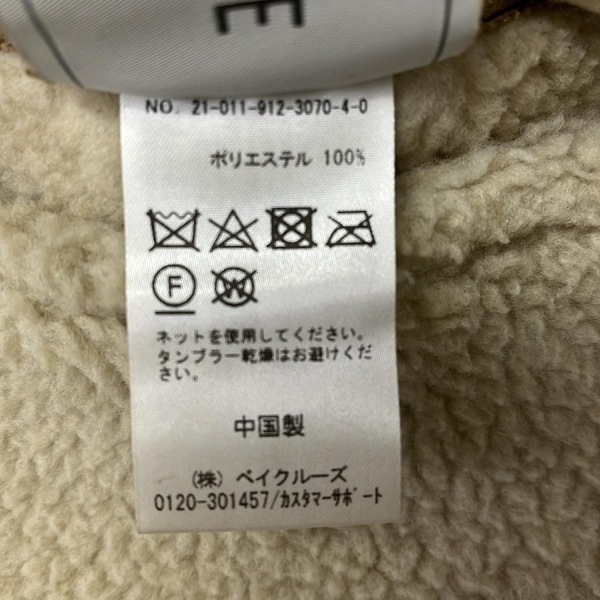 E
NO. 21-011-912-3070-4-0
ポリエステル 100%
F W
ネットを使用してください。
タンブラー乾燥はお避けくだ
さい。
中国製
(株) ベイクルーズ
0120-301457/ｶｽﾀﾏｰｻﾎﾟｰﾄ